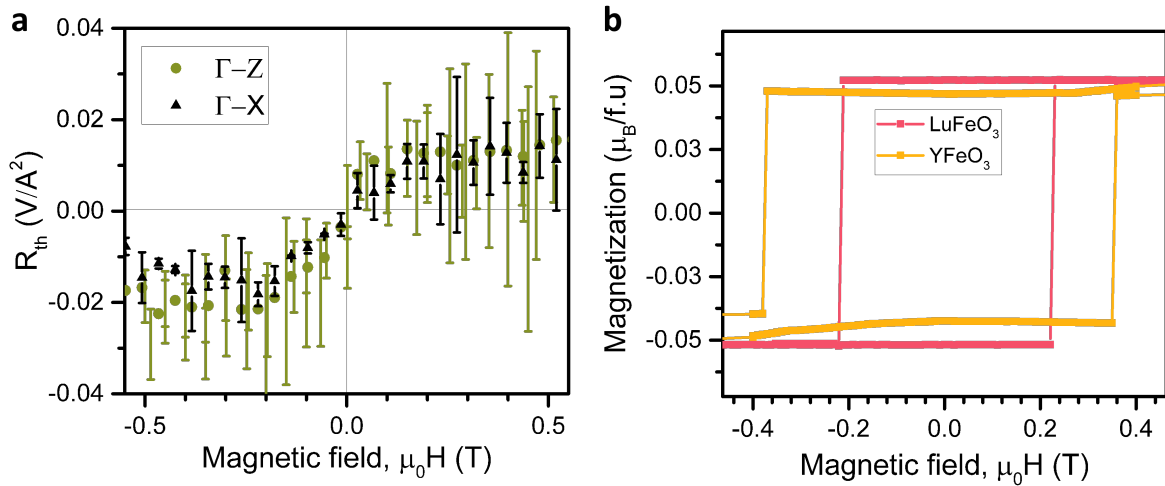 a
0.04
0.02
0.00
-0.02
-0.04
R_th (V/A²)
Γ–Z
Γ–X
-0.5
0.0
0.5
Magnetic field, μ₀H (T)
b
0.05
0.03
0.00
0.03
0.05
Magnetization (μ_B/f.u)
LuFeO₃
YFeO₃
-0.4
-0.2
0.0
0.2
0.4
Magnetic field, μ₀H (T)